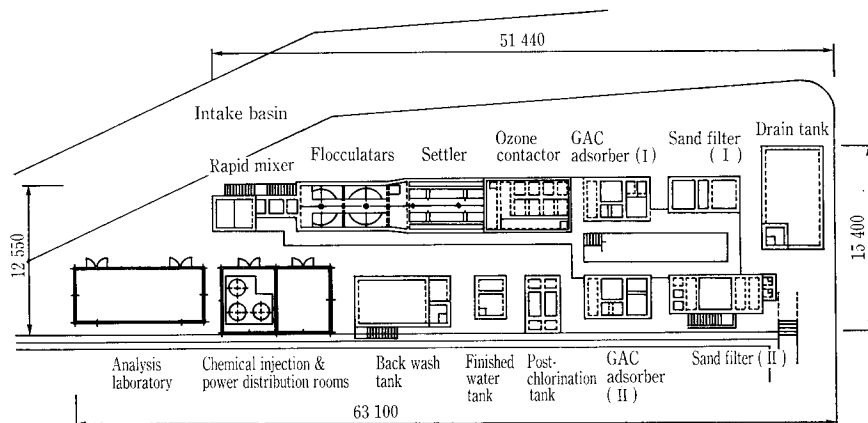 51 440
Intake basin
Drain tank
Ozone
contactor
GAC
adsorber (I)
Sand filter
( I )
Rapid mixer
Flocculatars
Settler
12 550
15 400
Analysis
laboratory
Chemical injection &
power distribution rooms
Back wash
tank
Finished
water
tank
Post-
chlorination
tank
GAC
adsorber
(II)
Sand filter (II)
63 100